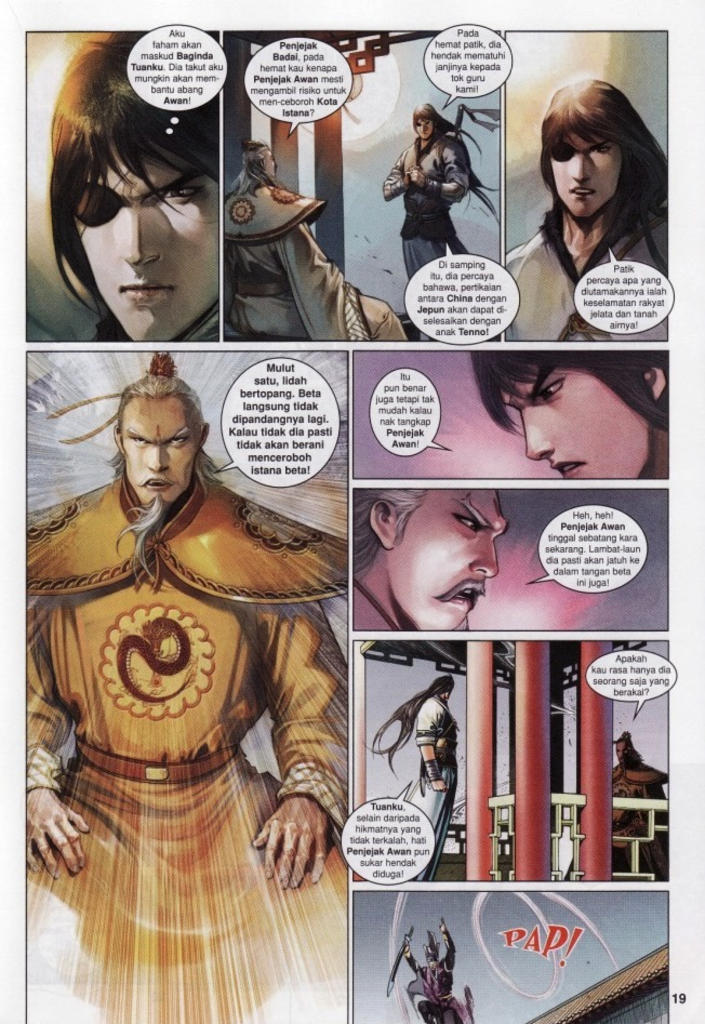 Aku
faham akan
maskud Baginda
Tuanku. Dia takut aku
mungkin akan mem-
bantu abang
Awan!
Penjejak
Badai, pada
hemat kau kenapa
Penjejak Awan mesti
mengambil risiko untuk
men-ceboroh Kota
Istana?
Pada
hemat patik, dia
hendak mematuhi
janjinya kepada
tok guru
kami!
Di samping
itu, dia percaya
bahawa, pertikaian
antara China dengan
Jepun akan dapat di-
selesaikan dengan
anak Tenno!
Patik
percaya apa yang
diutamakannya ialah
keselamatan rakyat
jelata dan tanah
airnya!
Mulut
satu, lidah
bertopang. Beta
langsung tidak
dipandangnya lagi.
Kalau tidak dia pasti
tidak akan berani
menceroboh
istana beta!
Itu
pun benar
juga tetapi tak
mudah kalau
nak tangkap
Penjejak
Awan!
Heh, heh!
Penjejak Awan
tinggal sebatang kara
sekarang. Lambat-laun
dia pasti akan jatuh ke
dalam tangan beta
ini juga!
Apakah
kau rasa hanya dia
seorang saja yang
berakal?
Tuanku,
selain daripada
hikmatnya yang
tidak terkalah, hati
Penjejak Awan pun
sukar hendak
diduga!
PAP!
19